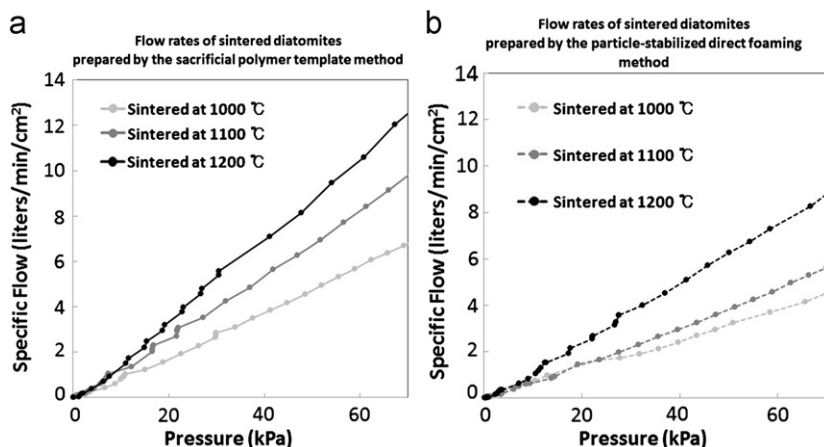 a
Flow rates of sintered diatomites
prepared by the sacrificial polymer template method
14
12
10
8
6
4
2
0
Specific Flow (liters/min/cm²)
Sintered at 1000 ℃
Sintered at 1100 ℃
Sintered at 1200 ℃
0 20 40 60
Pressure (kPa)
b
Flow rates of sintered diatomites
prepared by the particle-stabilized direct foaming
method
14
12
10
8
6
4
2
0
Specific Flow (liters/min/cm²)
Sintered at 1000 ℃
Sintered at 1100 ℃
Sintered at 1200 ℃
0 20 40 60
Pressure (kPa)